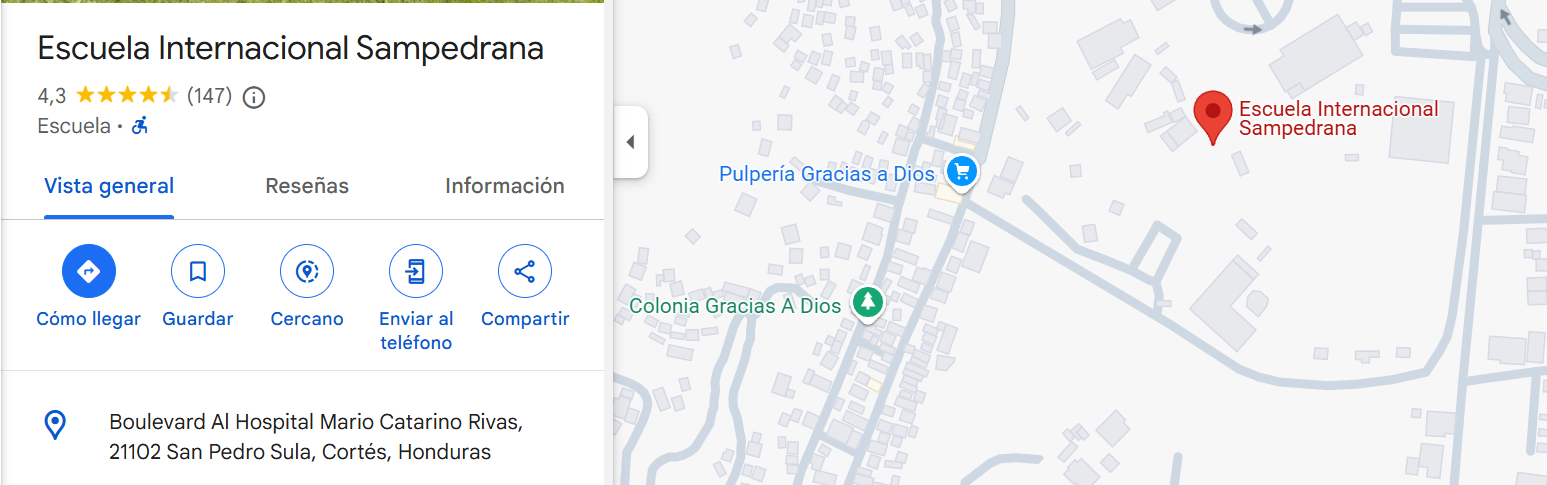 Escuela Internacional Sampedrana
4,3 (147)
Escuela ·
Vista general
Reseñas
Información
Cómo llegar
Guardar
Cercano
Enviar al
teléfono
Compartir
Boulevard Al Hospital Mario Catarino Rivas,
21102 San Pedro Sula, Cortés, Honduras
Escuela Internacional
Sampedrana
Pulpería Gracias a Dios
Colonia Gracias A Dios